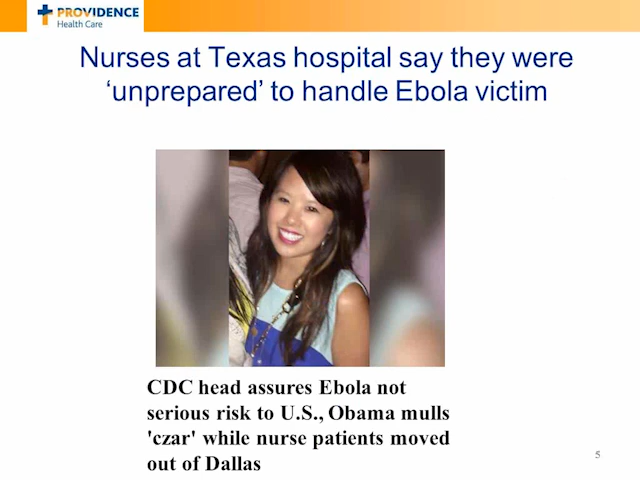 PROVIDENCE
Health Care
Nurses at Texas hospital say they were
‘unprepared’ to handle Ebola victim
CDC head assures Ebola not
serious risk to U.S., Obama mulls
'czar' while nurse patients moved
out of Dallas
5